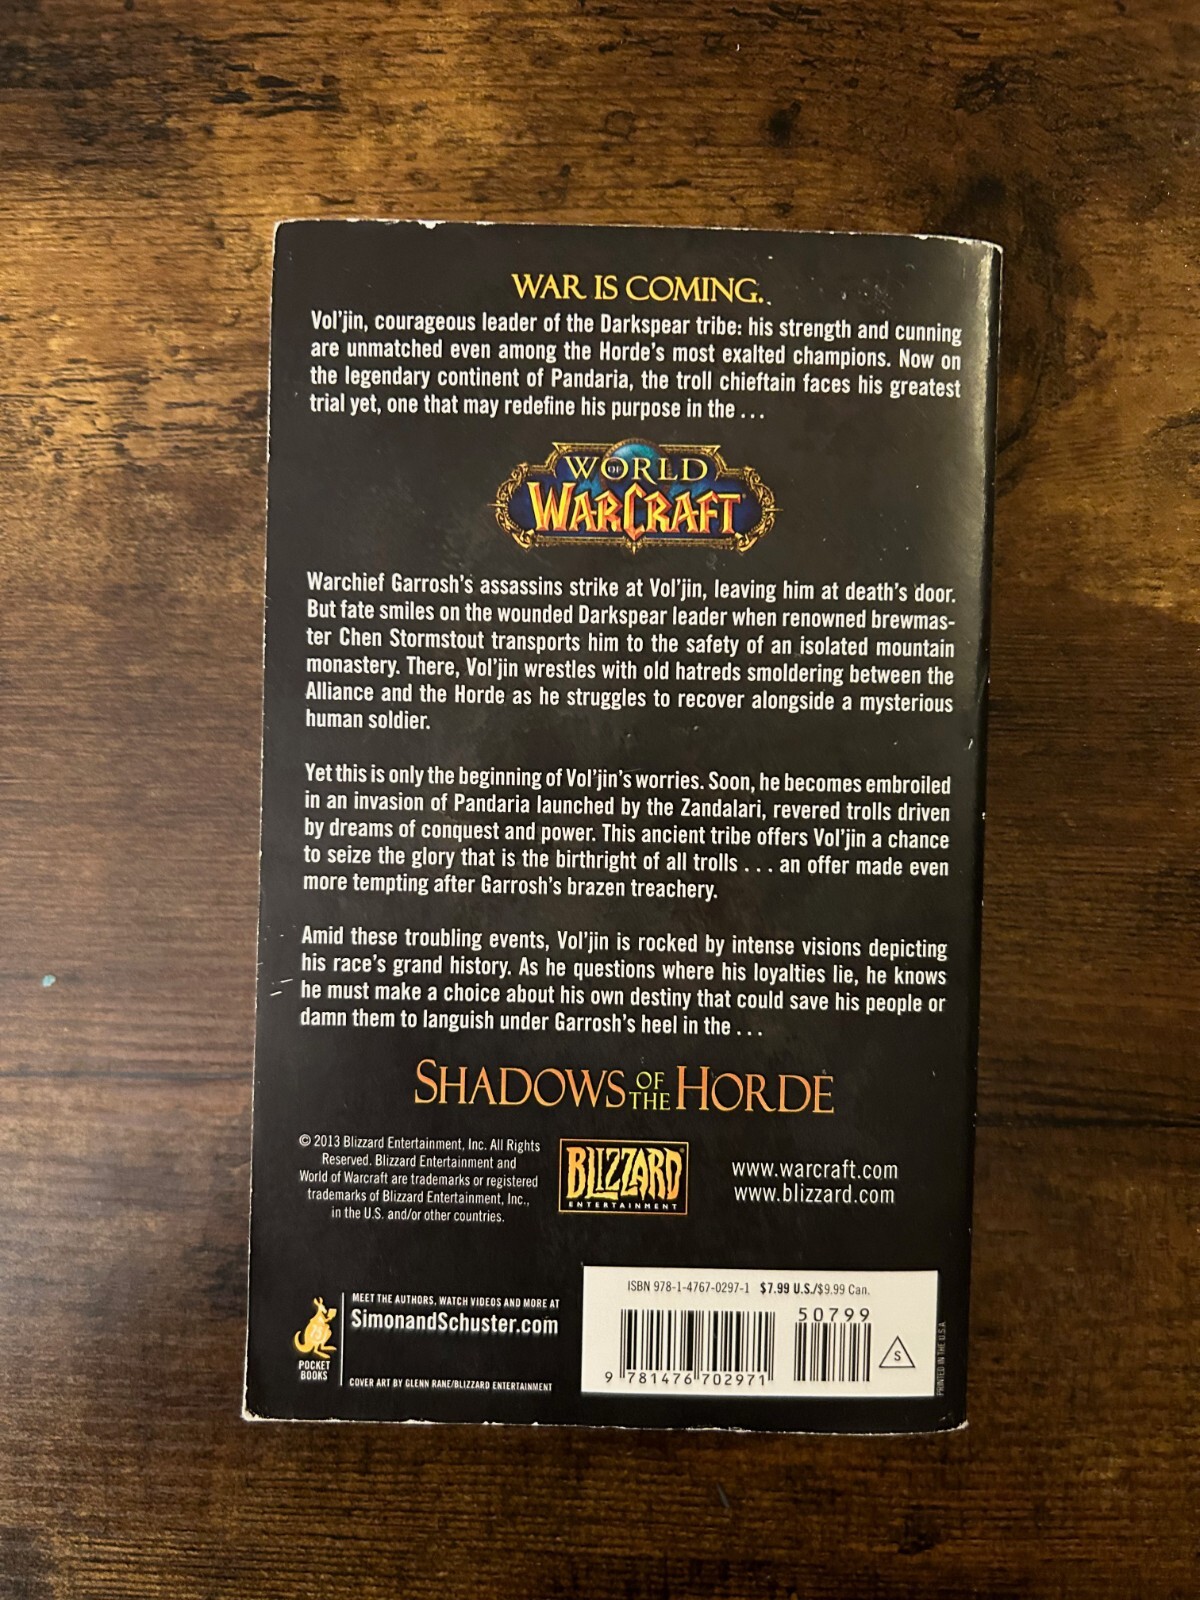 WAR IS COMING.
Vol'jin, courageous leader of the Darkspear tribe: his strength and cunning
are unmatched even among the Horde's most exalted champions. Now on
the legendary continent of Pandaria, the troll chieftain faces his greatest
trial yet, one that may redefine his purpose in the . . .
WORLD
OF
WARCRAFT
Warchief Garrosh's assassins strike at Vol'jin, leaving him at death's door.
But fate smiles on the wounded Darkspear leader when renowned brewmas-
ter Chen Stormstout transports him to the safety of an isolated mountain
monastery. There, Vol'jin wrestles with old hatreds smoldering between the
Alliance and the Horde as he struggles to recover alongside a mysterious
human soldier.
Yet this is only the beginning of Vol'jin's worries. Soon, he becomes embroiled
in an invasion of Pandaria launched by the Zandalari, revered trolls driven
by dreams of conquest and power. This ancient tribe offers Vol'jin a chance
to seize the glory that is the birthright of all trolls . . . an offer made even
more tempting after Garrosh's brazen treachery.
Amid these troubling events, Vol'jin is rocked by intense visions depicting
his race's grand history. As he questions where his loyalties lie, he knows
he must make a choice about his own destiny that could save his people or
damn them to languish under Garrosh's heel in the . . .
SHADOWS OF THE HORDE
© 2013 Blizzard Entertainment, Inc. All Rights
Reserved. Blizzard Entertainment and
World of Warcraft are trademarks or registered
trademarks of Blizzard Entertainment, Inc.,
in the U.S. and/or other countries.
BLIZZARD
ENTERTAINMENT
www.warcraft.com
www.blizzard.com
POCKET
BOOKS
MEET THE AUTHORS, WATCH VIDEOS AND MORE AT
SimonandSchuster.com
COVER ART BY GLENN RANE/BLIZZARD ENTERTAINMENT
ISBN 978-1-4767-0297-1 $7.99 U.S./$9.99 Can.
50799
9 781476 702971
S
PRINTED IN THE U.S.A